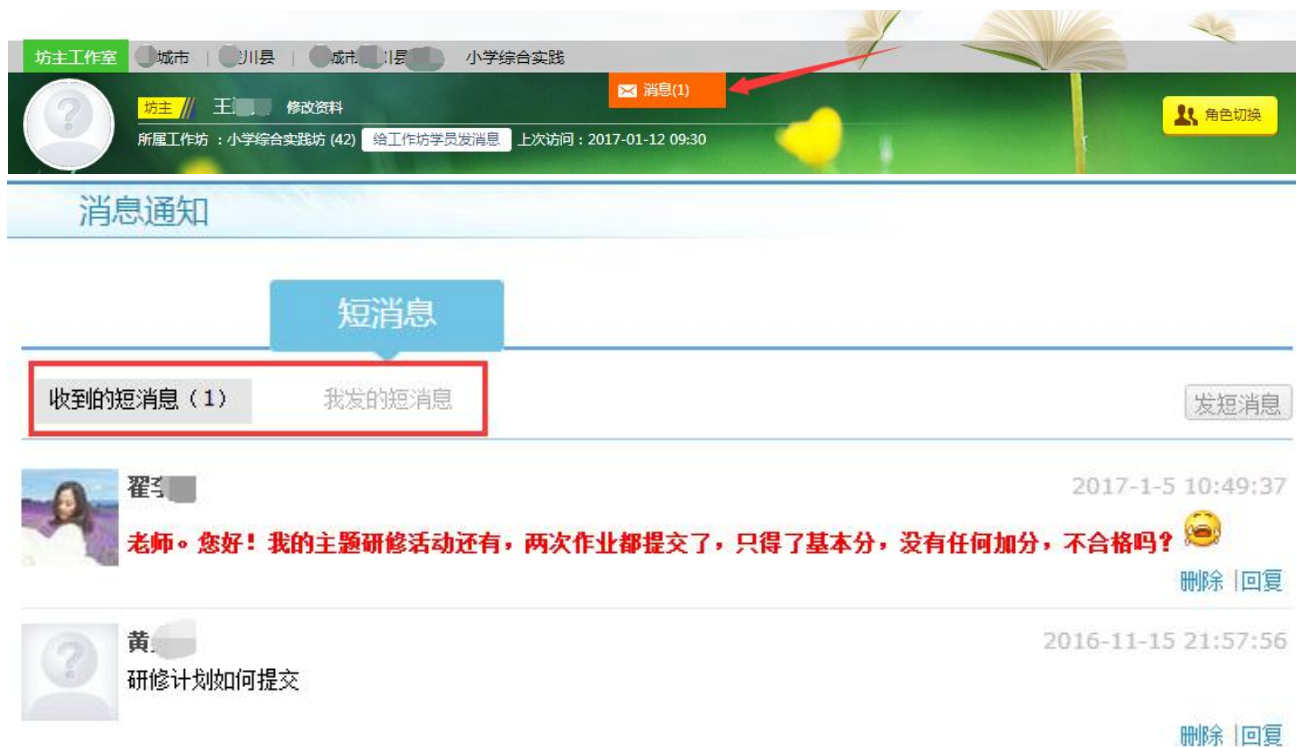 坊主工作室 城市 | 川县 | 城市 县 小学综合实践
消息(1)
坊主 王 修改资料
角色切换
所属工作坊：小学综合实践坊 (42) 给工作坊学员发消息 上次访问：2017-01-12 09:30
消息通知
短消息
收到的短消息（1） 我发的短消息 发短消息
翟 2017-1-5 10:49:37
老师。您好！我的主题研修活动还有，两次作业都提交了，只得了基本分，没有任何加分，不合格吗？
删除 |回复
黄 2016-11-15 21:57:56
研修计划如何提交
删除 |回复